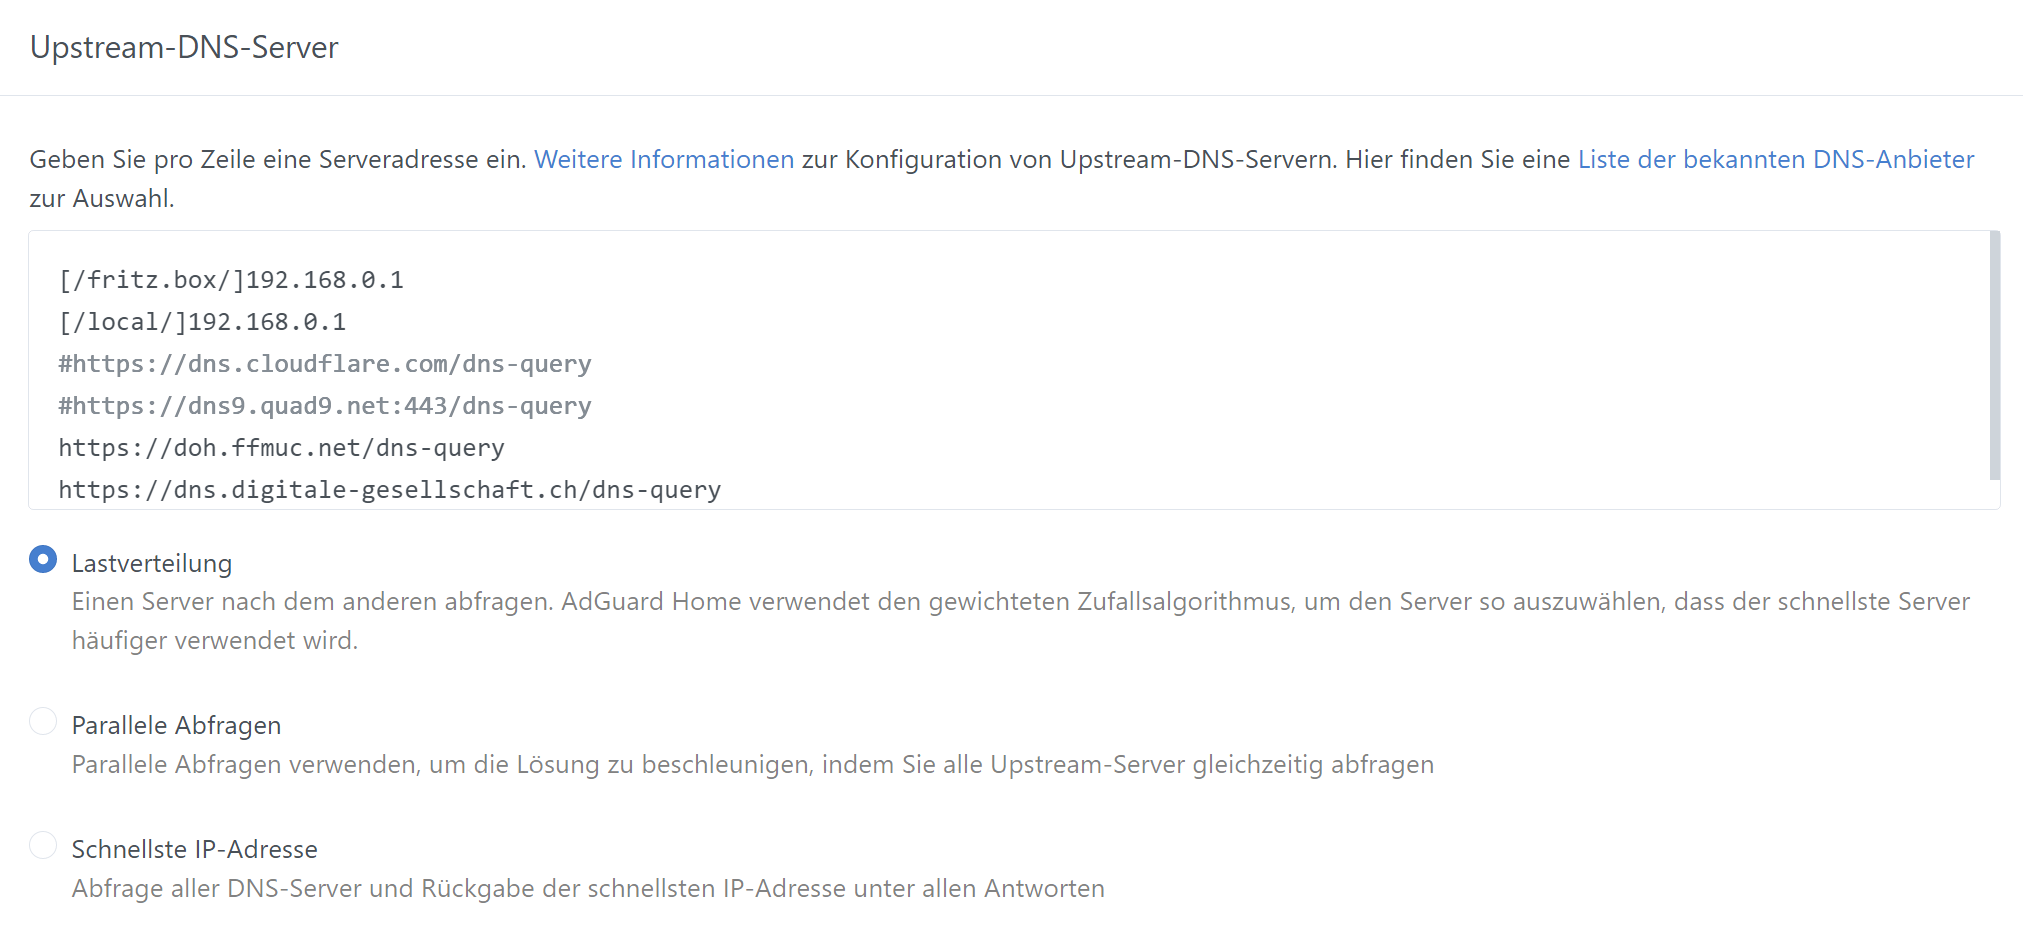 Upstream-DNS-Server
Geben Sie pro Zeile eine Serveradresse ein. Weitere Informationen zur Konfiguration von Upstream-DNS-Servern. Hier finden Sie eine Liste der bekannten DNS-Anbieter
zur Auswahl.
[/fritz.box/]192.168.0.1
[/local/]192.168.0.1
#https://dns.cloudflare.com/dns-query
#https://dns9.quad9.net:443/dns-query
https://doh.ffmuc.net/dns-query
https://dns.digitale-gesellschaft.ch/dns-query
Lastverteilung
Einen Server nach dem anderen abfragen. AdGuard Home verwendet den gewichteten Zufallsalgorithmus, um den Server so auszuwählen, dass der schnellste Server
häufiger verwendet wird.
Parallele Abfragen
Parallele Abfragen verwenden, um die Lösung zu beschleunigen, indem Sie alle Upstream-Server gleichzeitig abfragen
Schnellste IP-Adresse
Abfrage aller DNS-Server und Rückgabe der schnellsten IP-Adresse unter allen Antworten